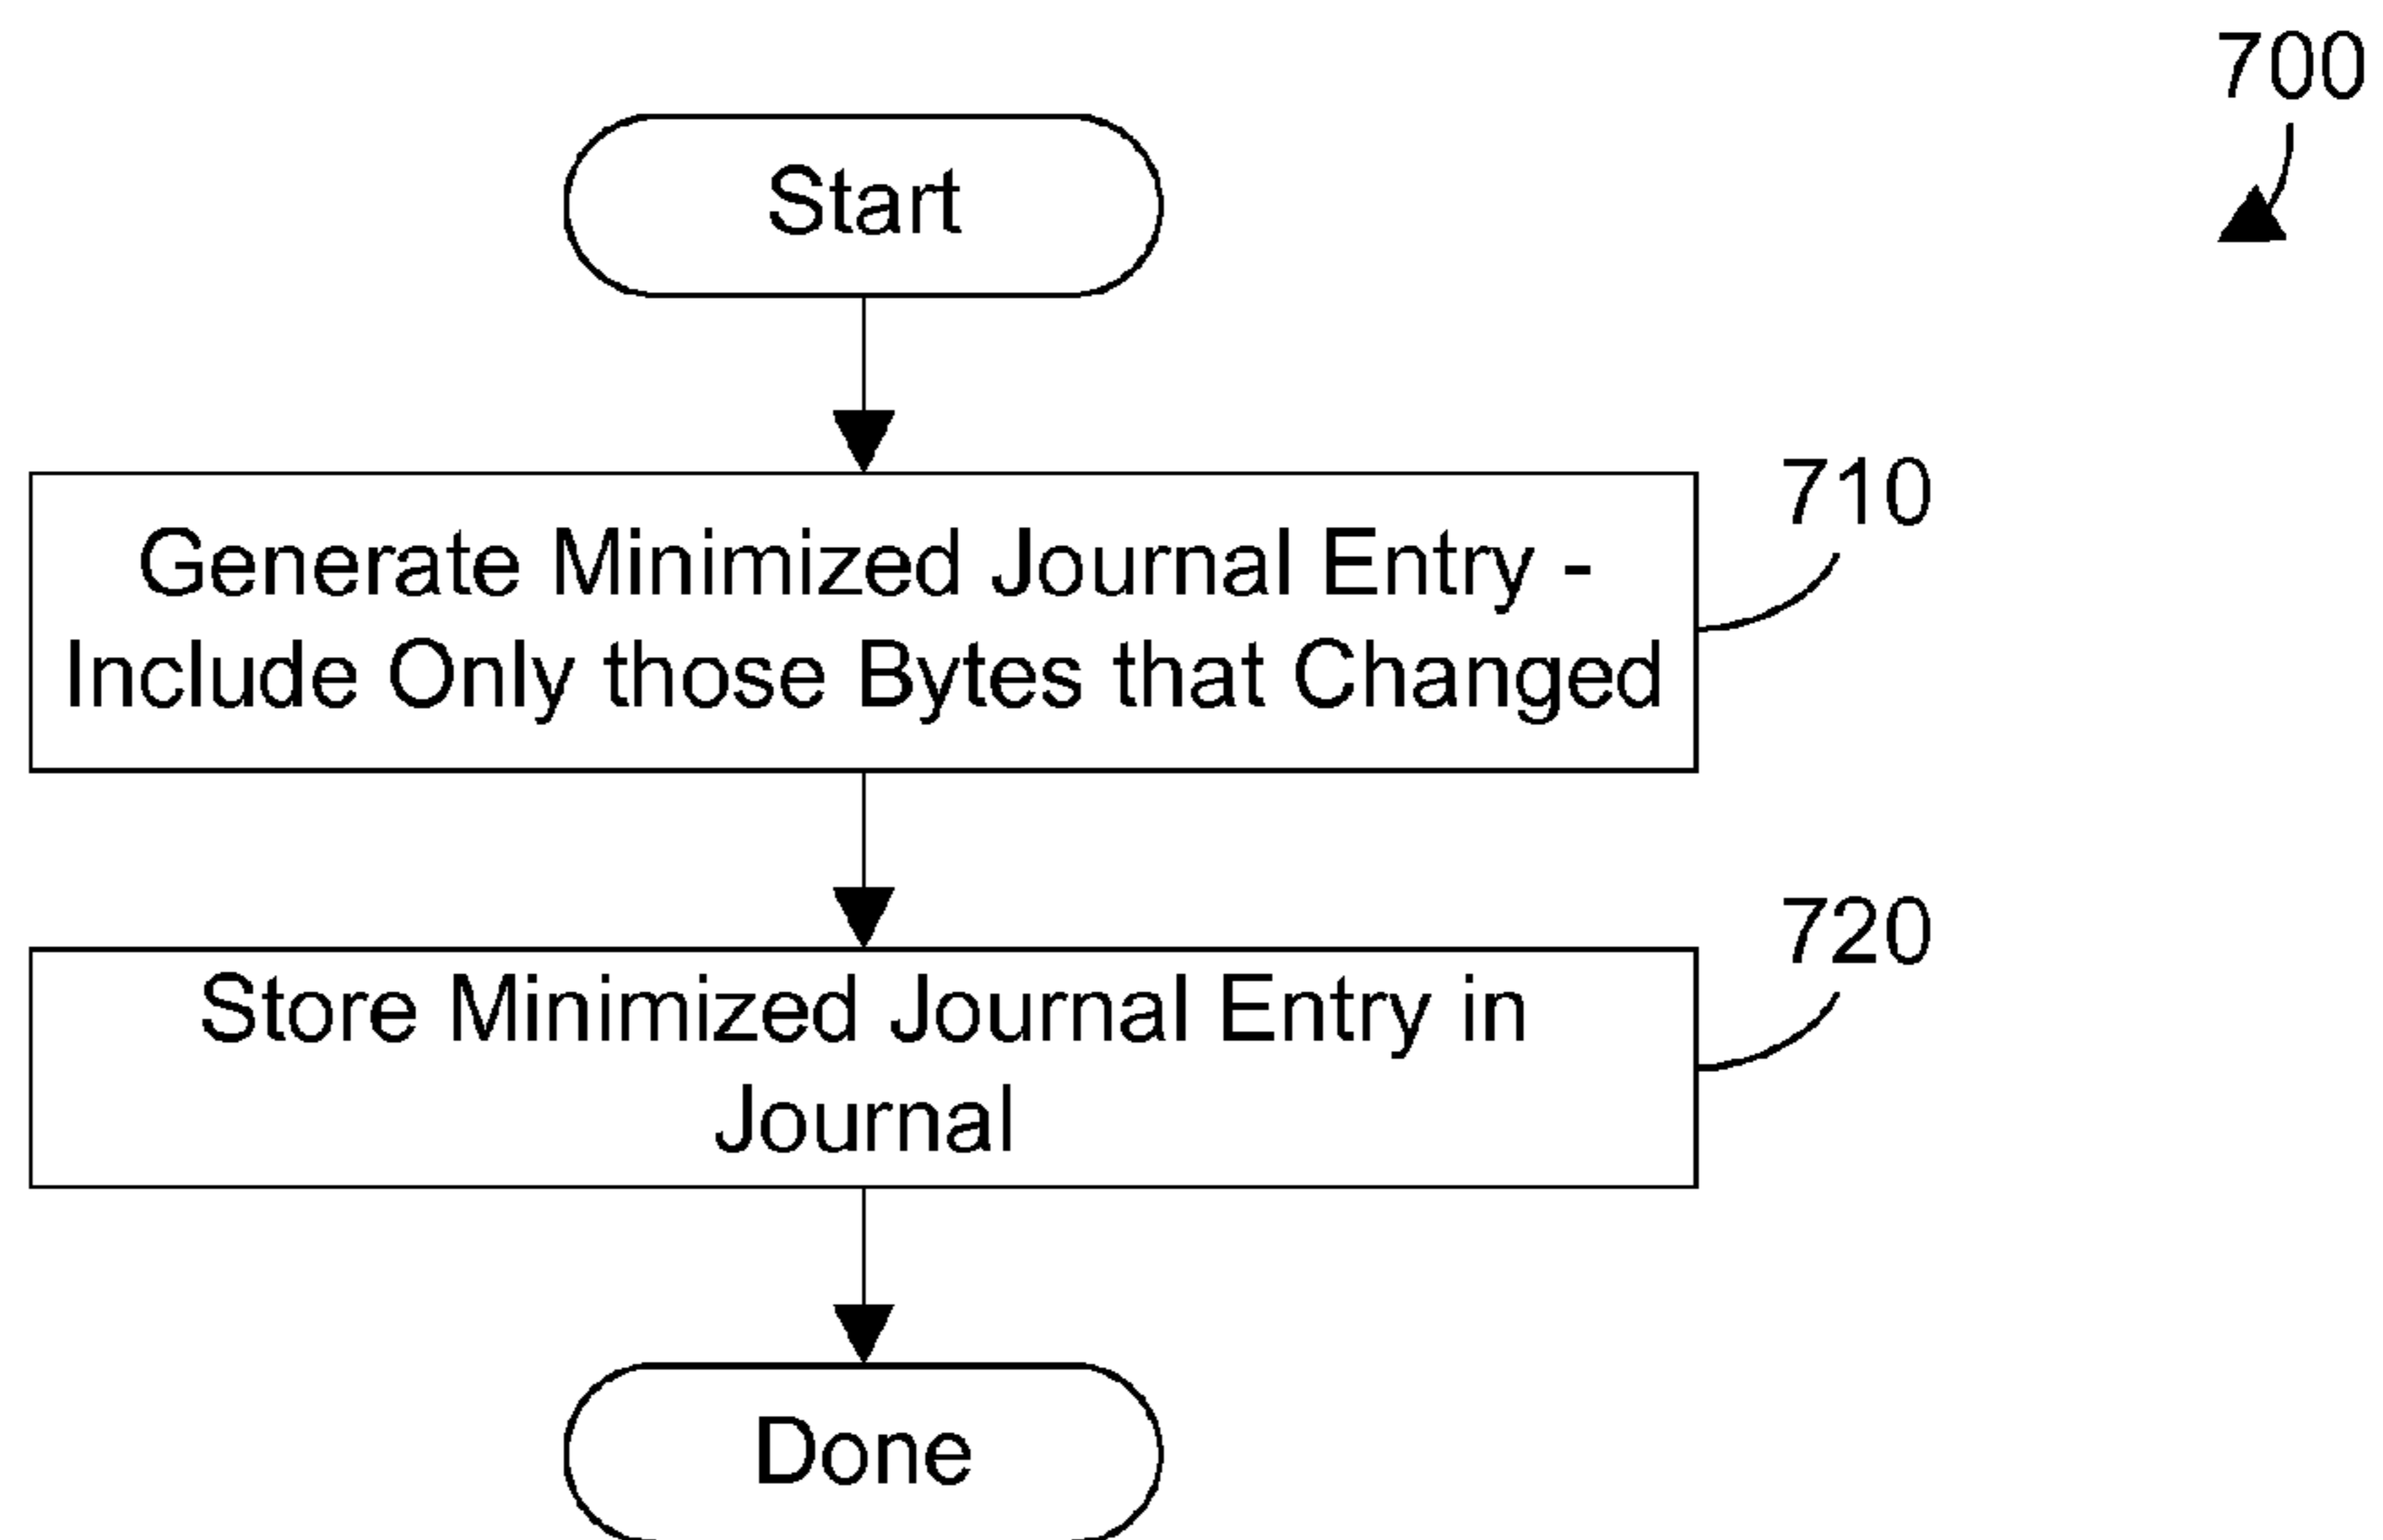 700
Start
710
Generate Minimized Journal Entry -
Include Only those Bytes that Changed
720
Store Minimized Journal Entry in
Journal
Done